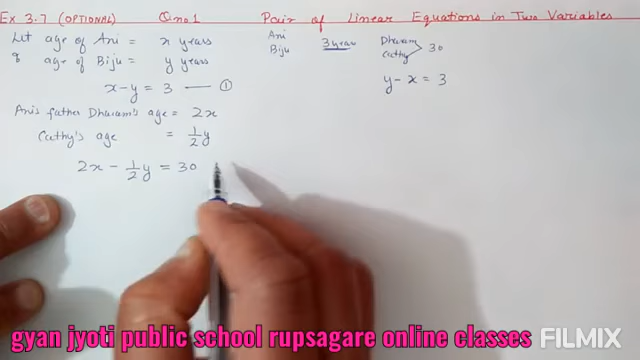 Ex 3.7 (OPTIONAL) Qno 1 Pair of Linear Equations in Two Variables
Let age of Ani = x years
& age of Biju = y years
x - y = 3 — ①
Ani's father Dharam's age = 2x
Cathy's age = 1/2 y
2x - 1/2 y = 30
Ani
Biju 3 years
Dharam
Cathy > 30
y - x = 3
gyan jyoti public school rupsagare online classes
FILMIX